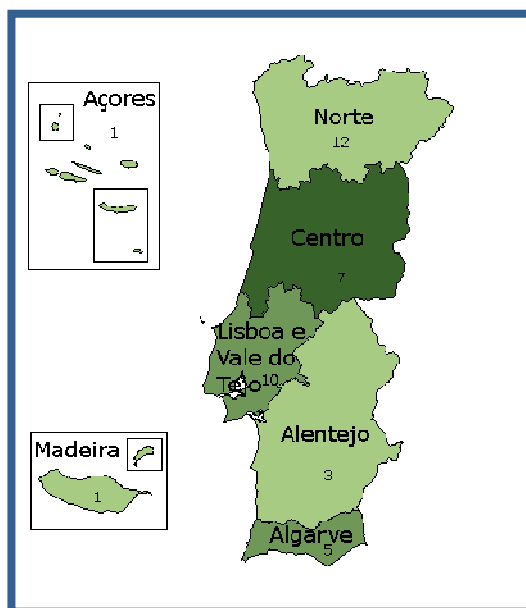 Açores
1
Norte
12
Centro
7
Lisboa e
Vale do
Tejo 10
Alentejo
3
Madeira
1
Algarve
5